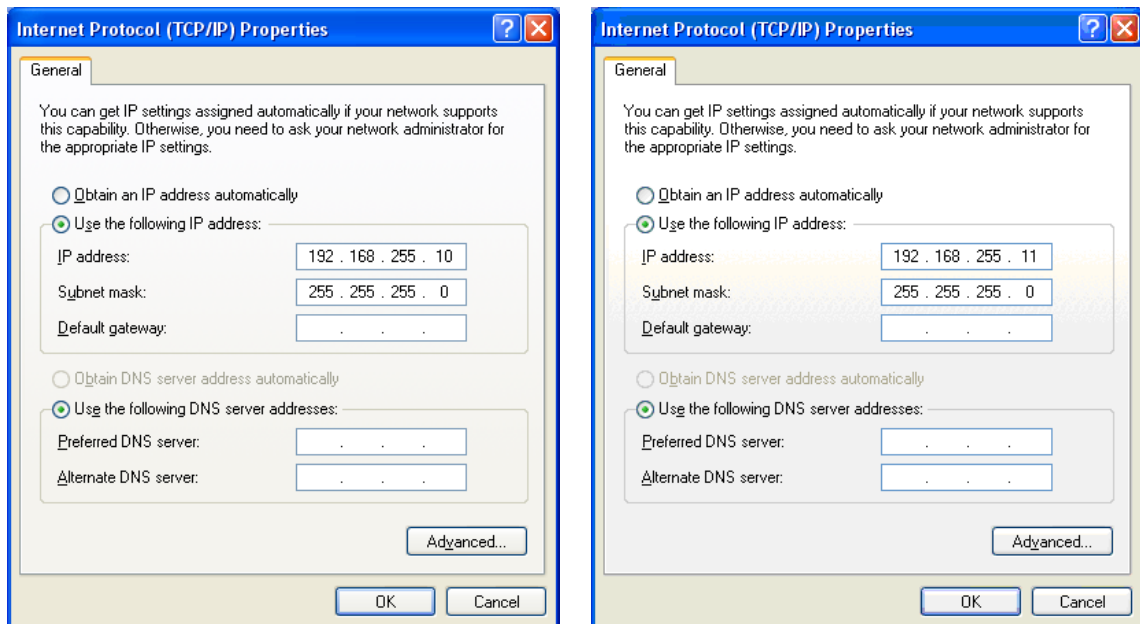 Internet Protocol (TCP/IP) Properties
General
You can get IP settings assigned automatically if your network supports
this capability. Otherwise, you need to ask your network administrator for
the appropriate IP settings.
Obtain an IP address automatically
Use the following IP address:
IP address: 192 . 168 . 255 . 10
Subnet mask: 255 . 255 . 255 . 0
Default gateway: . . .
Obtain DNS server address automatically
Use the following DNS server addresses:
Preferred DNS server: . . .
Alternate DNS server: . . .
Advanced...
OK Cancel
Internet Protocol (TCP/IP) Properties
General
You can get IP settings assigned automatically if your network supports
this capability. Otherwise, you need to ask your network administrator for
the appropriate IP settings.
Obtain an IP address automatically
Use the following IP address:
IP address: 192 . 168 . 255 . 11
Subnet mask: 255 . 255 . 255 . 0
Default gateway: . . .
Obtain DNS server address automatically
Use the following DNS server addresses:
Preferred DNS server: . . .
Alternate DNS server: . . .
Advanced...
OK Cancel